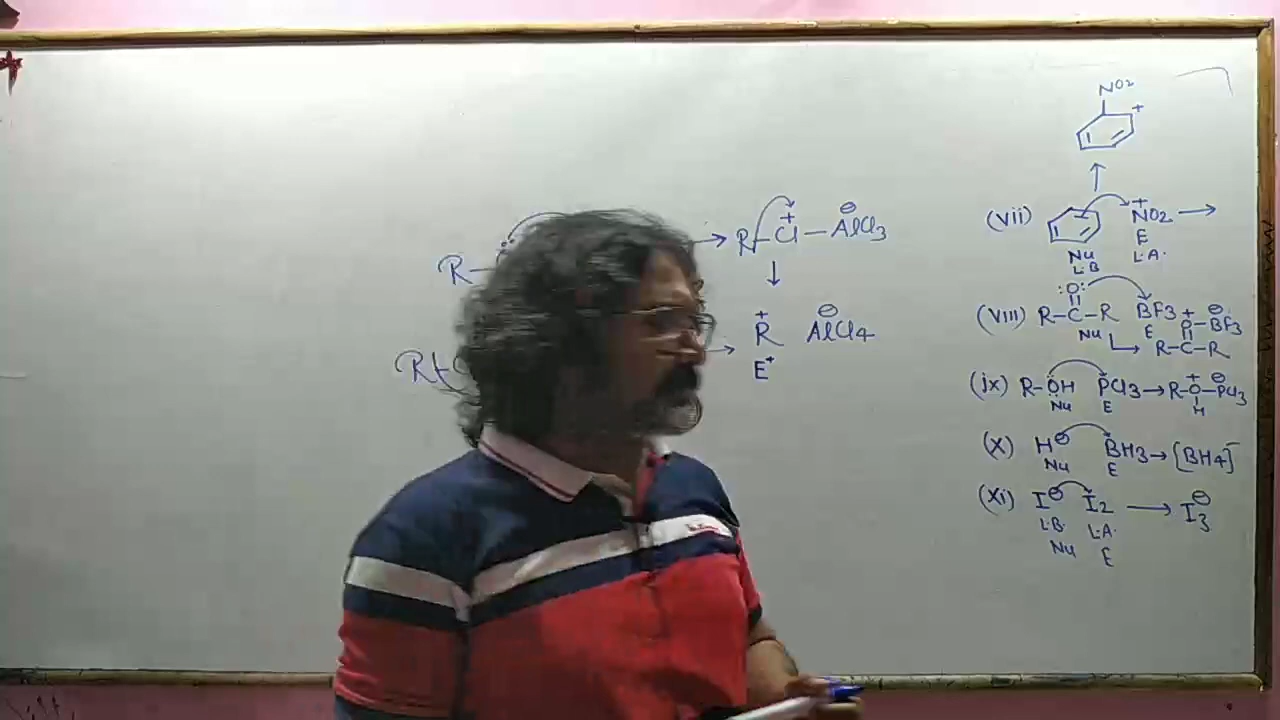 R–
R–Cl⁺–AlCl3⊖
↓
R+C
→ R⁺ AlCl4⊖
E⁺
NO2
+
↑
(vii) ⁺NO2 →
Nu E
L·B L·A·
:O:
||
(viii) R–C–R BF3
Nu E
⁺O–BF3⊖
||
R–C–R
(ix) R–ÖH PCl3 → R–O⁺–PCl3⊖
Nu E H
(x) H⊖ BH3 → [BH4]⁻
Nu E
(xi) I⊖ I2 → I3⊖
L·B· L·A·
Nu E